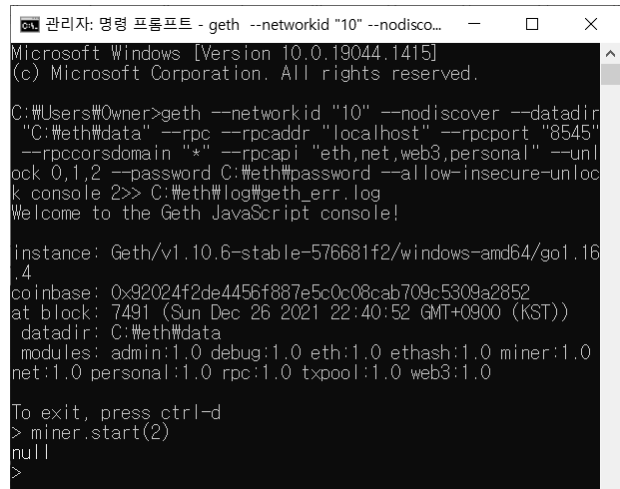 관리자: 명령 프롬프트 - geth --networkid "10" --nodisco...
Microsoft Windows [Version 10.0.19044.1415]
(c) Microsoft Corporation. All rights reserved.
C:₩Users₩Owner>geth --networkid "10" --nodiscover --datadir
"C:₩eth₩data" --rpc --rpcaddr "localhost" --rpcport "8545"
--rpccorsdomain "*" --rpcapi "eth,net,web3,personal" --unl
ock 0,1,2 --password C:₩eth₩password --allow-insecure-unloc
k console 2>> C:₩eth₩log₩geth_err.log
Welcome to the Geth JavaScript console!
instance: Geth/v1.10.6-stable-576681f2/windows-amd64/go1.16
.4
coinbase: 0x92024f2de4456f887e5c0c08cab709c5309a2852
at block: 7491 (Sun Dec 26 2021 22:40:52 GMT+0900 (KST))
datadir: C:₩eth₩data
modules: admin:1.0 debug:1.0 eth:1.0 ethash:1.0 miner:1.0
net:1.0 personal:1.0 rpc:1.0 txpool:1.0 web3:1.0
To exit, press ctrl-d
> miner.start(2)
null
>